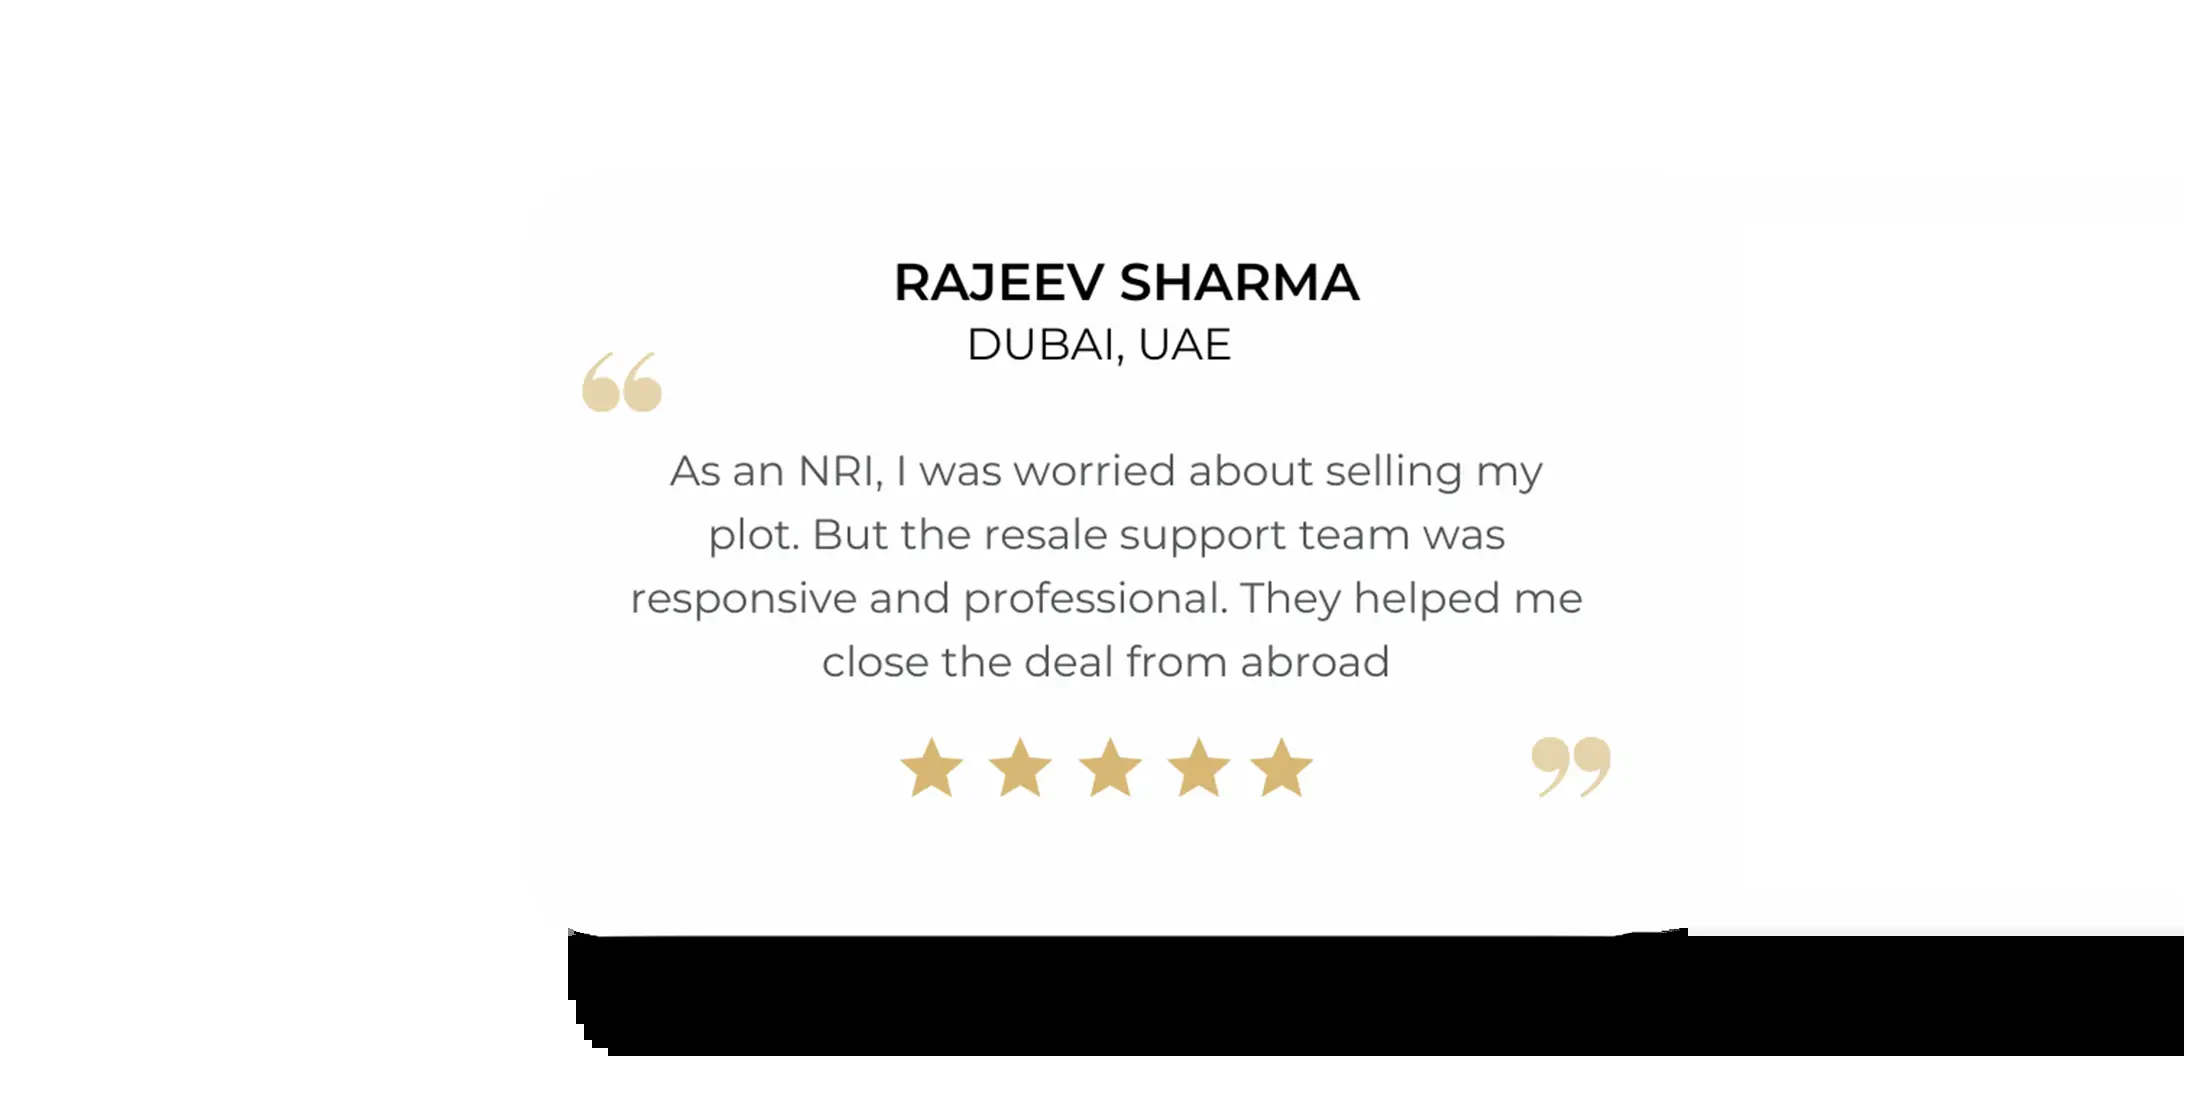 RAJEEV SHARMA
DUBAI, UAE
“
As an NRI, I was worried about selling my
plot. But the resale support team was
responsive and professional. They helped me
close the deal from abroad
”